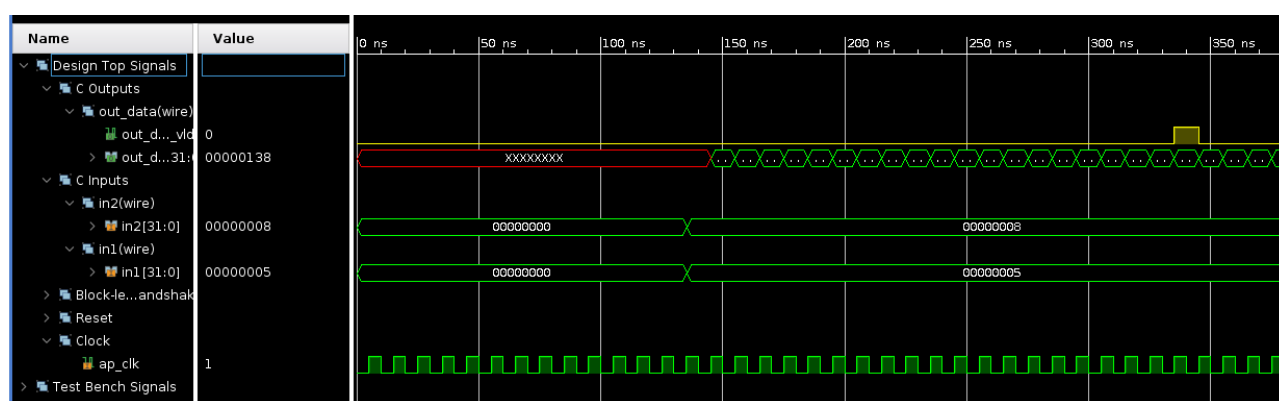 Name Value
0 ns 50 ns 100 ns 150 ns 200 ns 250 ns 300 ns 350 ns
Design Top Signals
C Outputs
out_data(wire)
out_d..._vld 0
out_d...31:( 00000138 XXXXXXXX .. .. .. .. .. .. .. .. .. .. .. .. .. .. .. .. .. .. .. .. .. .. ..
C Inputs
in2(wire)
in2[31:0] 00000008 00000000 00000008
in1(wire)
in1[31:0] 00000005 00000000 00000005
Block-le...andshak
Reset
Clock
ap_clk 1
Test Bench Signals